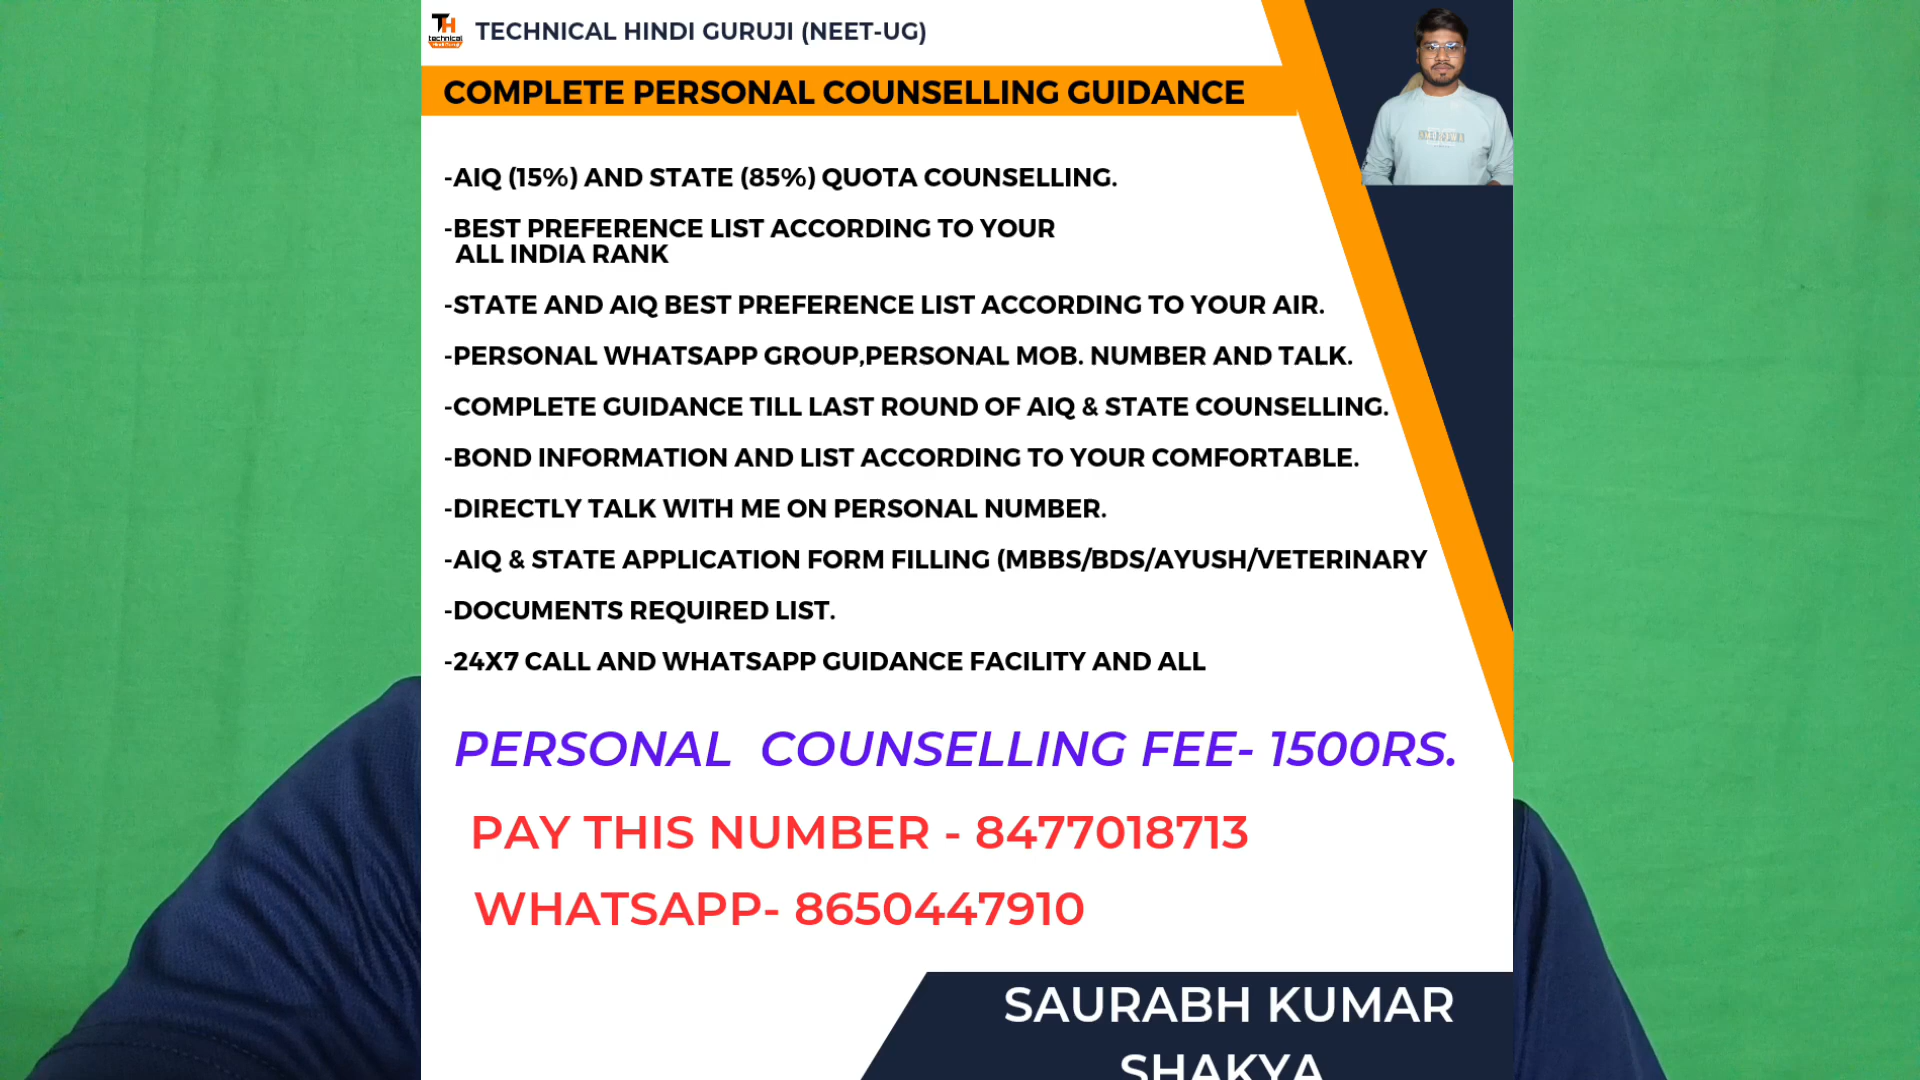 TH
technical
Hindi Guruji
TECHNICAL HINDI GURUJI (NEET-UG)
COMPLETE PERSONAL COUNSELLING GUIDANCE
-AIQ (15%) AND STATE (85%) QUOTA COUNSELLING.
-BEST PREFERENCE LIST ACCORDING TO YOUR
ALL INDIA RANK
-STATE AND AIQ BEST PREFERENCE LIST ACCORDING TO YOUR AIR.
-PERSONAL WHATSAPP GROUP,PERSONAL MOB. NUMBER AND TALK.
-COMPLETE GUIDANCE TILL LAST ROUND OF AIQ & STATE COUNSELLING.
-BOND INFORMATION AND LIST ACCORDING TO YOUR COMFORTABLE.
-DIRECTLY TALK WITH ME ON PERSONAL NUMBER.
-AIQ & STATE APPLICATION FORM FILLING (MBBS/BDS/AYUSH/VETERINARY
-DOCUMENTS REQUIRED LIST.
-24X7 CALL AND WHATSAPP GUIDANCE FACILITY AND ALL
PERSONAL COUNSELLING FEE- 1500RS.
PAY THIS NUMBER - 8477018713
WHATSAPP- 8650447910
SAURABH KUMAR
SHAKYA